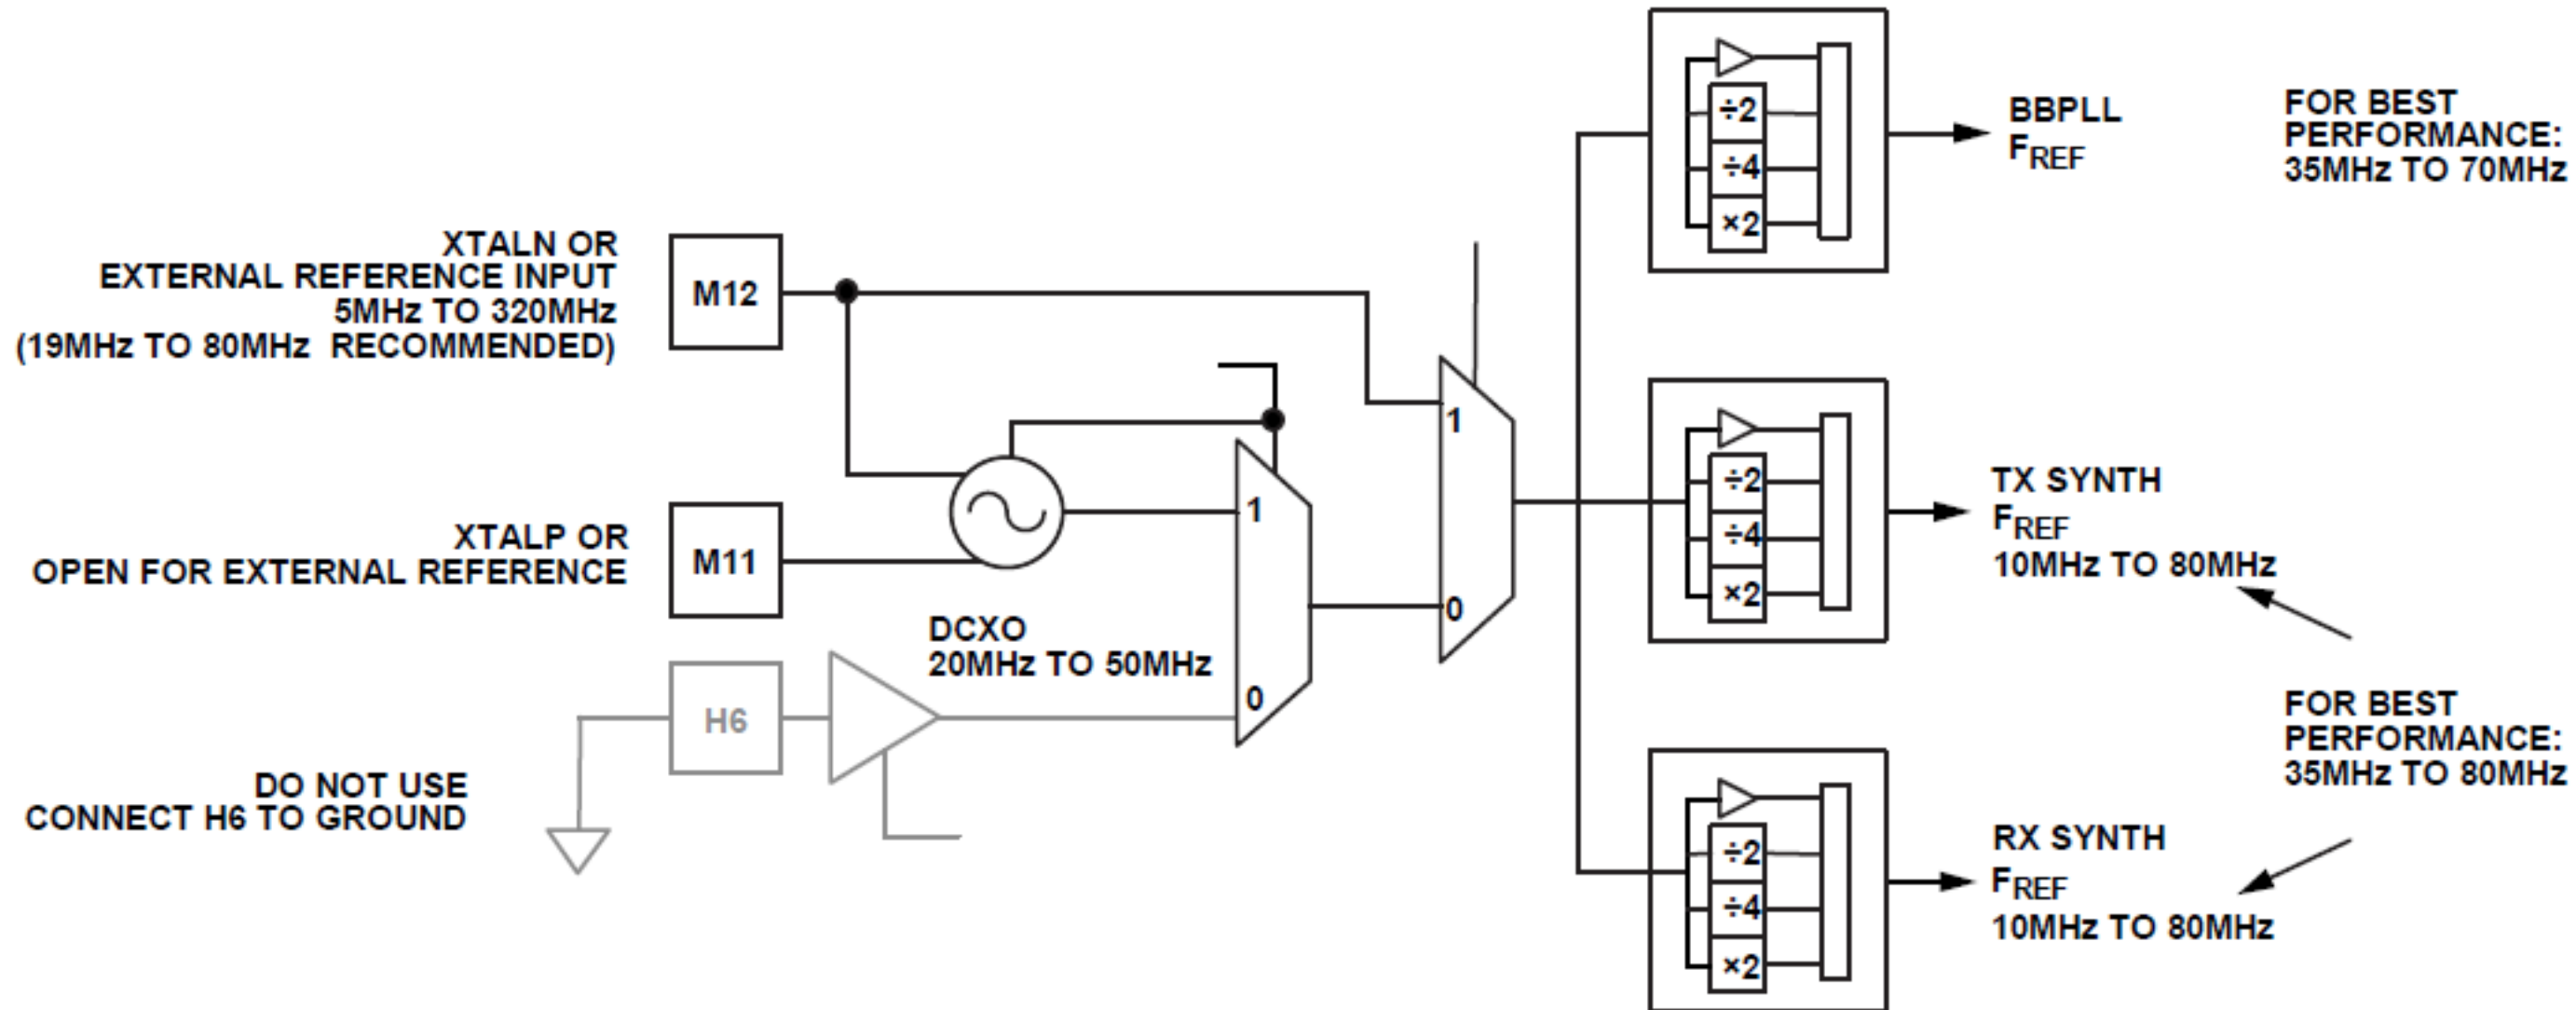 XTALN OR
EXTERNAL REFERENCE INPUT
5MHz TO 320MHz
(19MHz TO 80MHz RECOMMENDED)
M12
XTALP OR
OPEN FOR EXTERNAL REFERENCE
M11
DCXO
20MHz TO 50MHz
H6
DO NOT USE
CONNECT H6 TO GROUND
1
0
1
0
÷2
÷4
×2
BBPLL
FREF
FOR BEST
PERFORMANCE:
35MHz TO 70MHz
÷2
÷4
×2
TX SYNTH
FREF
10MHz TO 80MHz
FOR BEST
PERFORMANCE:
35MHz TO 80MHz
÷2
÷4
×2
RX SYNTH
FREF
10MHz TO 80MHz